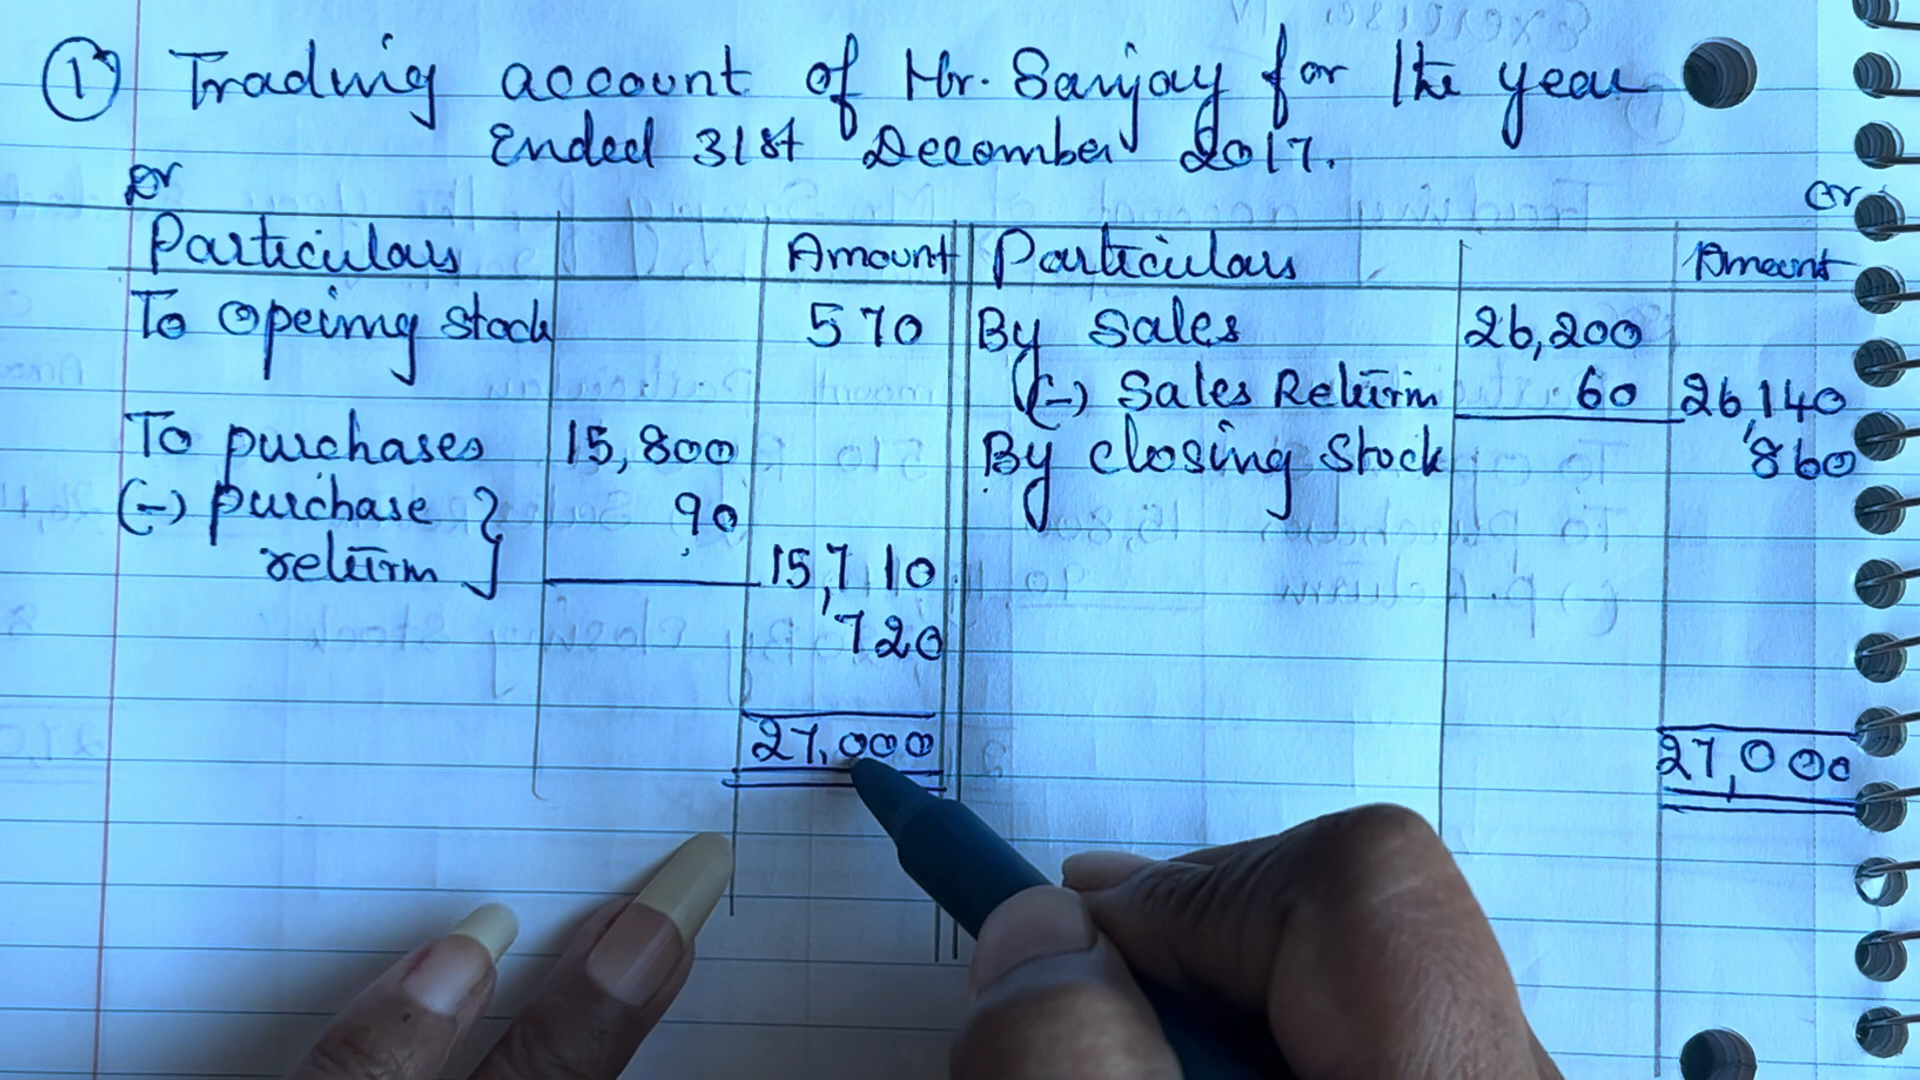 1 Trading account of Mr. Sanjay for the year
Ended 31st December 2017.
Dr Cr
Particulars Amount Particulars Amount
To opeing stock 570 By Sales 26,200
(-) Sales Return 60 26,140
To purchases 15,800 By closing stock 860
(-) purchase 90
return 15,710
720
27,000 27,000